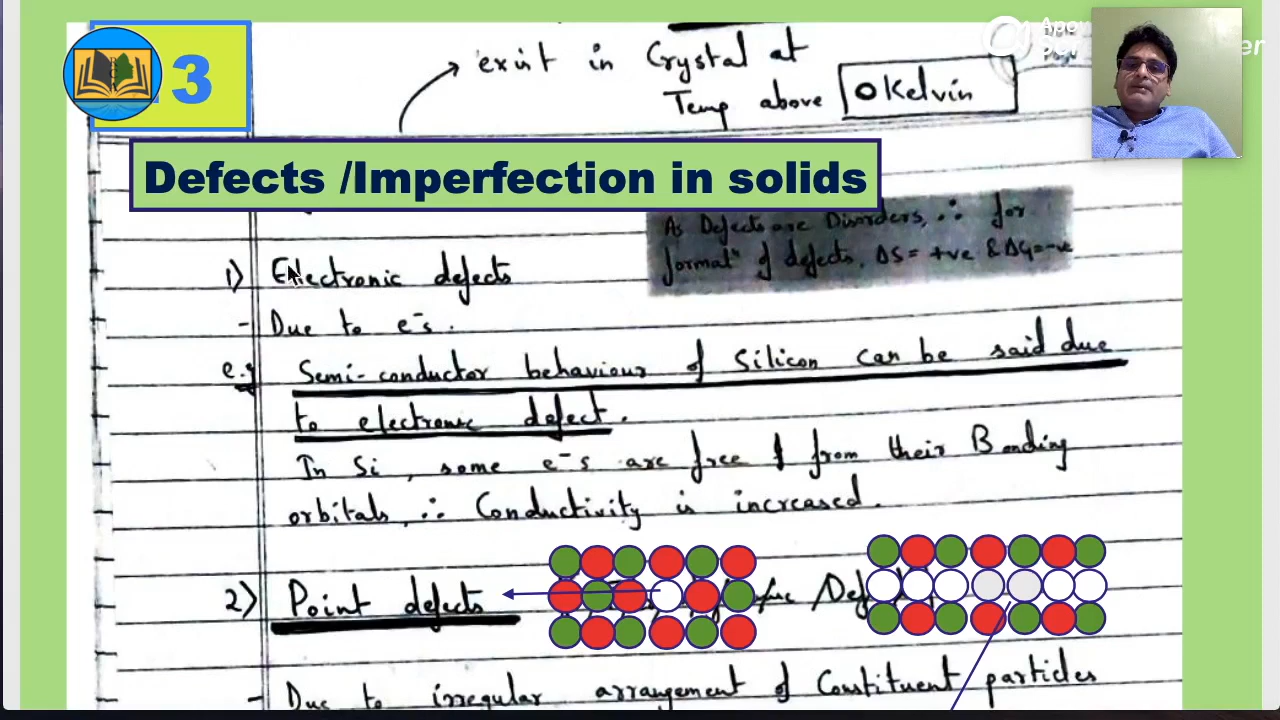 3
exist in Crystal at
Temp above 0 Kelvin
Defects /Imperfection in solids
As Defects are Disorders, ∴ for
formatⁿ of defects, ΔS = +ve & ΔG = -ve
1) Electronic defects
- Due to e⁻s.
e.g Semi-conductor behaviour of Silicon can be said due
to electronic defect.
In Si, some e⁻s are free from their Bonding
orbitals, ∴ Conductivity is increased.
2) Point defects
- Due to irregular arrangement of Constituent particles